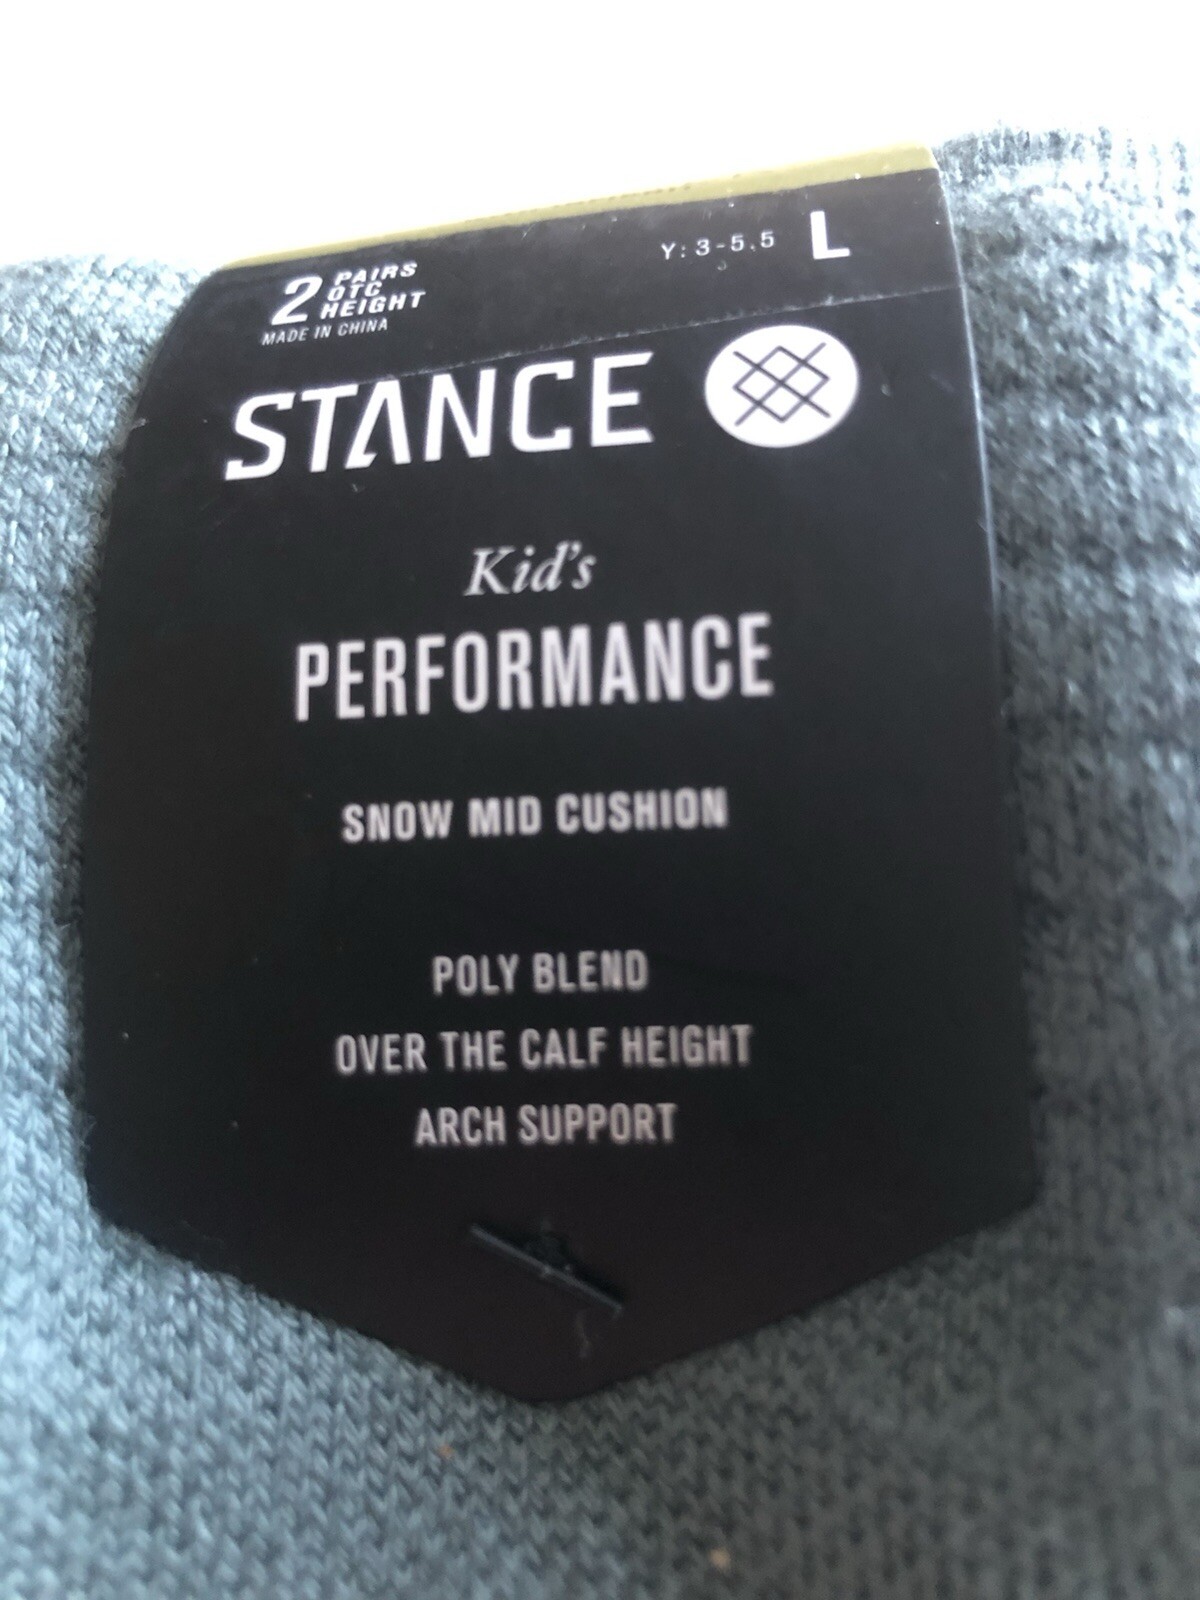 2 PAIRS
OTC
HEIGHT
MADE IN CHINA
Y: 3-5.5 L
STANCE
Kid's
PERFORMANCE
SNOW MID CUSHION
POLY BLEND
OVER THE CALF HEIGHT
ARCH SUPPORT